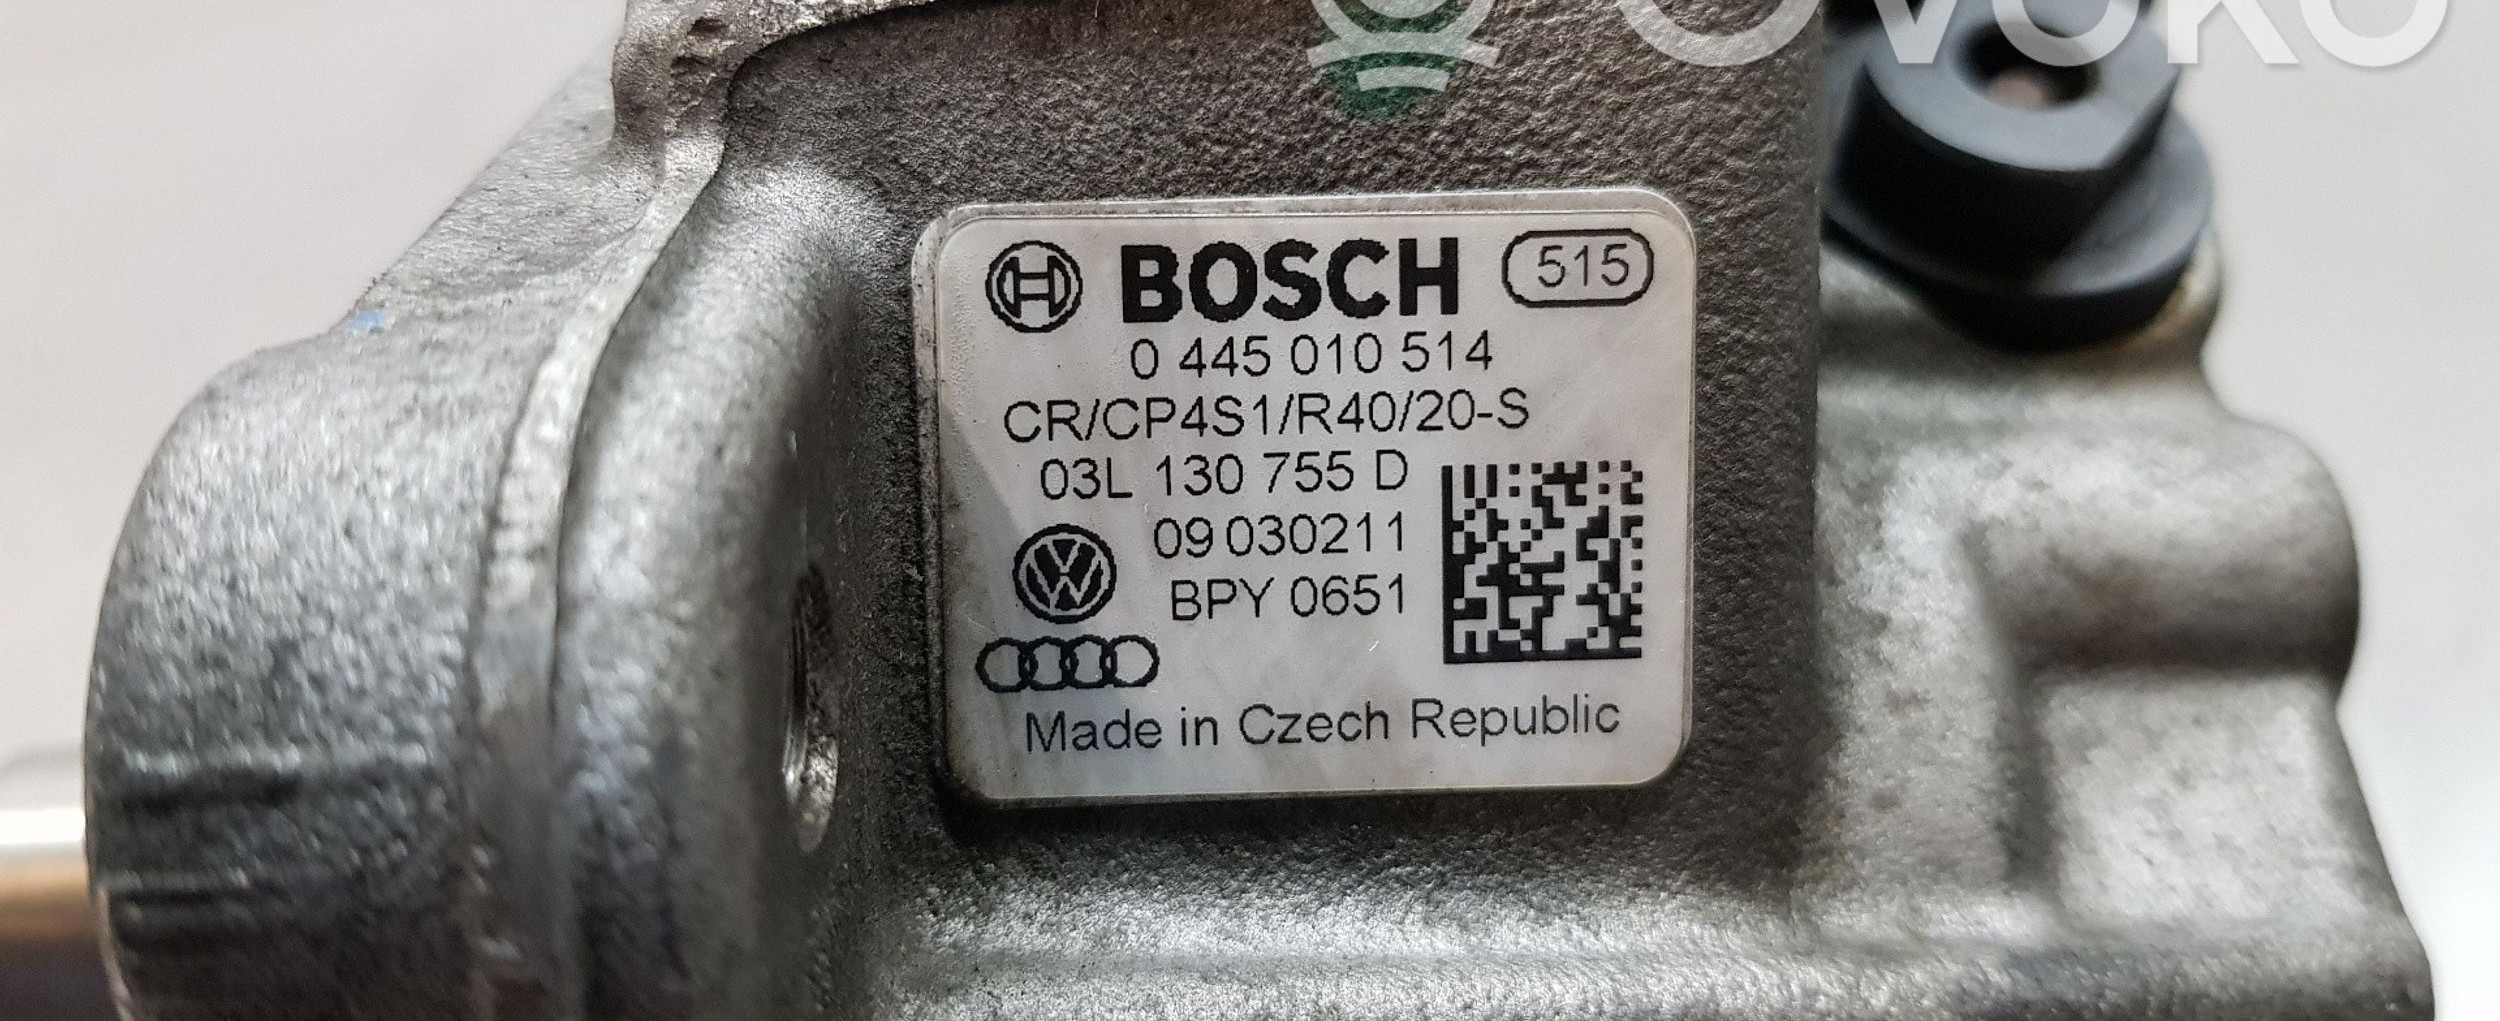 Ovoko
BOSCH 515
0 445 010 514
CR/CP4S1/R40/20-S
03L 130 755 D
09 030211
BPY 0651
Made in Czech Republic